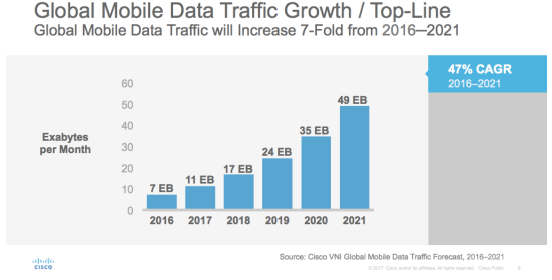 Global Mobile Data Traffic Growth / Top-Line
Global Mobile Data Traffic will Increase 7-Fold from 2016—2021
47% CAGR
2016–2021
Exabytes
per Month
60
50
40
30
20
10
0
7 EB
11 EB
17 EB
24 EB
35 EB
49 EB
2016 2017 2018 2019 2020 2021
Source: Cisco VNI Global Mobile Data Traffic Forecast, 2016–2021
CISCO
© 2017 Cisco and/or its affiliates. All rights reserved. Cisco Public